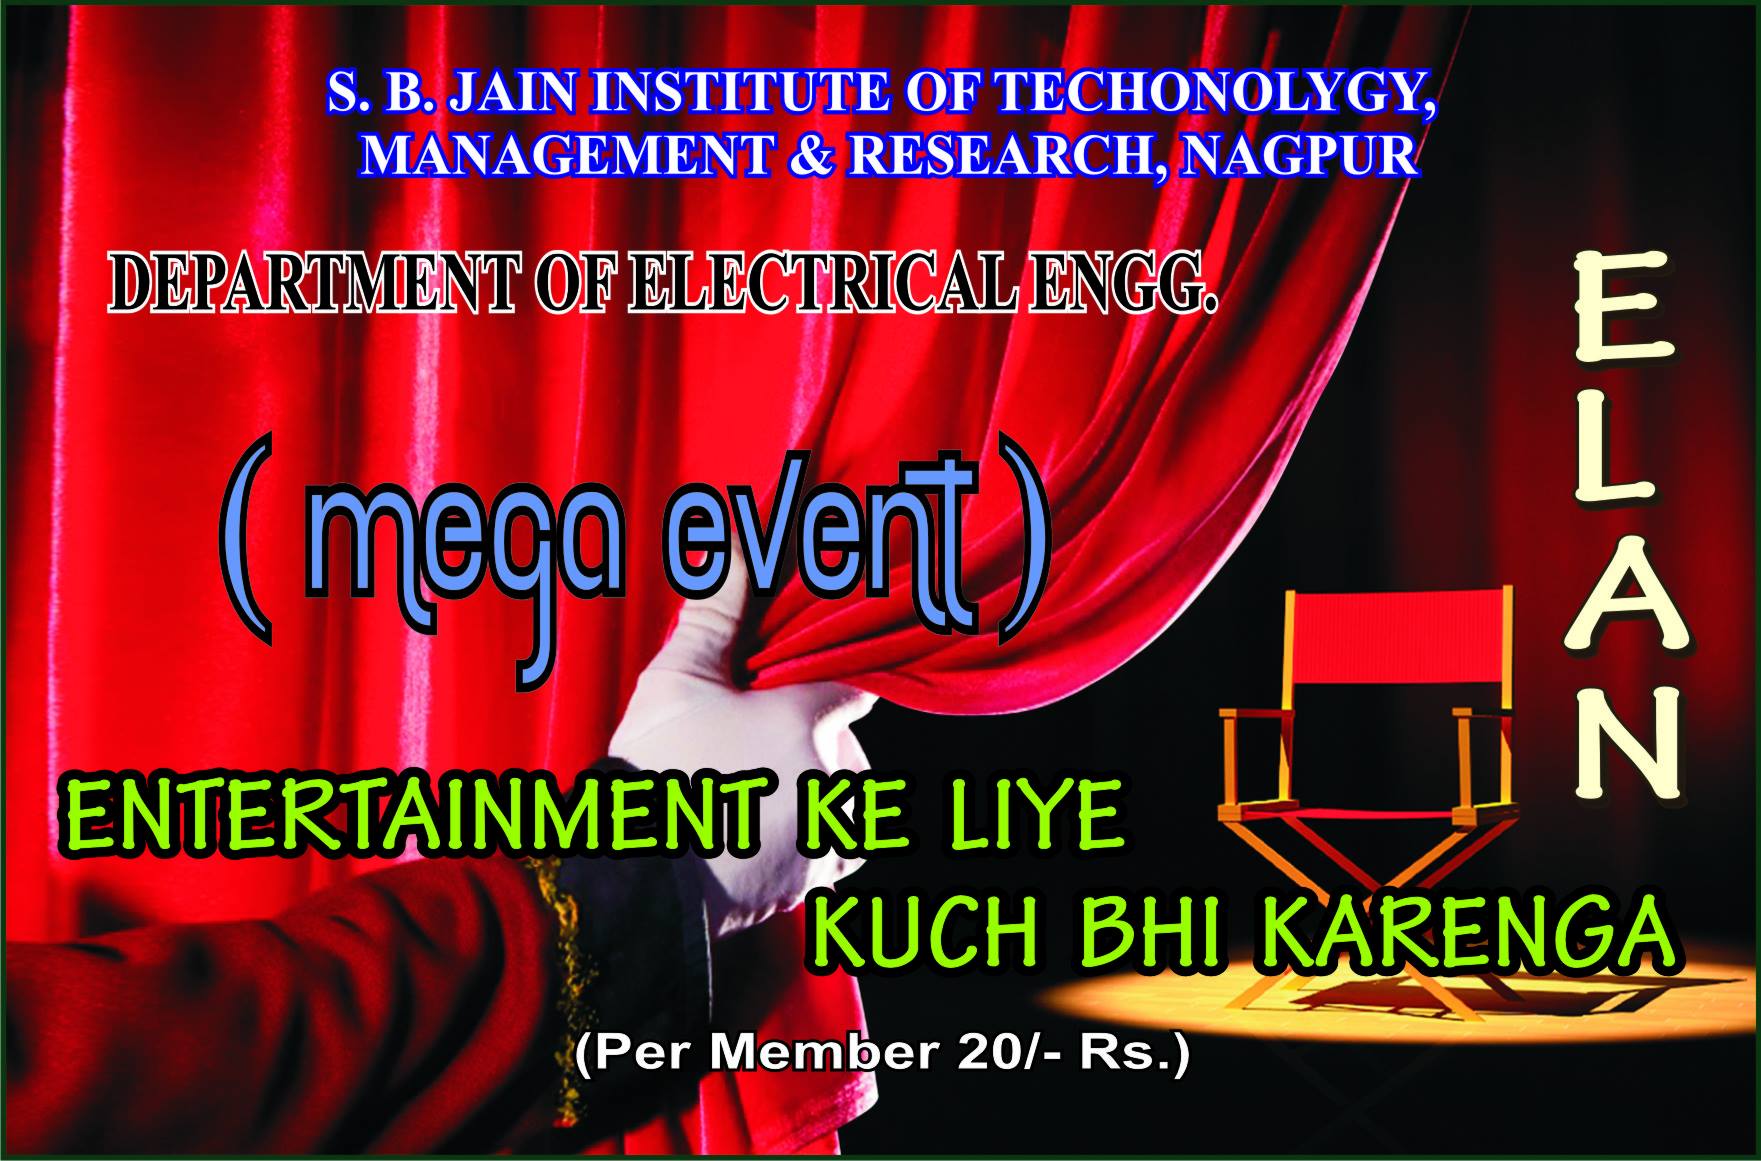 S. B. JAIN INSTITUTE OF TECHONOLYGY,
MANAGEMENT & RESEARCH, NAGPUR
DEPARTMENT OF ELECTRICAL ENGG.
ELAN
( mega event )
ENTERTAINMENT KE LIYE
KUCH BHI KARENGA
(Per Member 20/- Rs.)